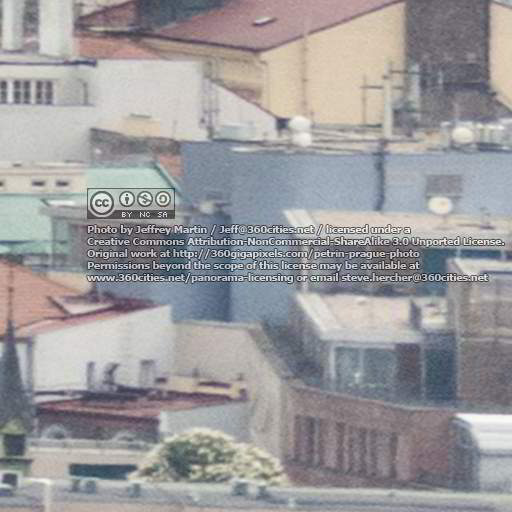 cc
BY NC SA
Photo by Jeffrey Martin / Jeff@360cities.net / licensed under a
Creative Commons Attribution-NonCommercial-ShareAlike 3.0 Unported License.
Original work at http://360gigapixels.com/petrin-prague-photo
Permissions beyond the scope of this license may be available at
www.360cities.net/panorama-licensing or email steve.hercher@360cities.net